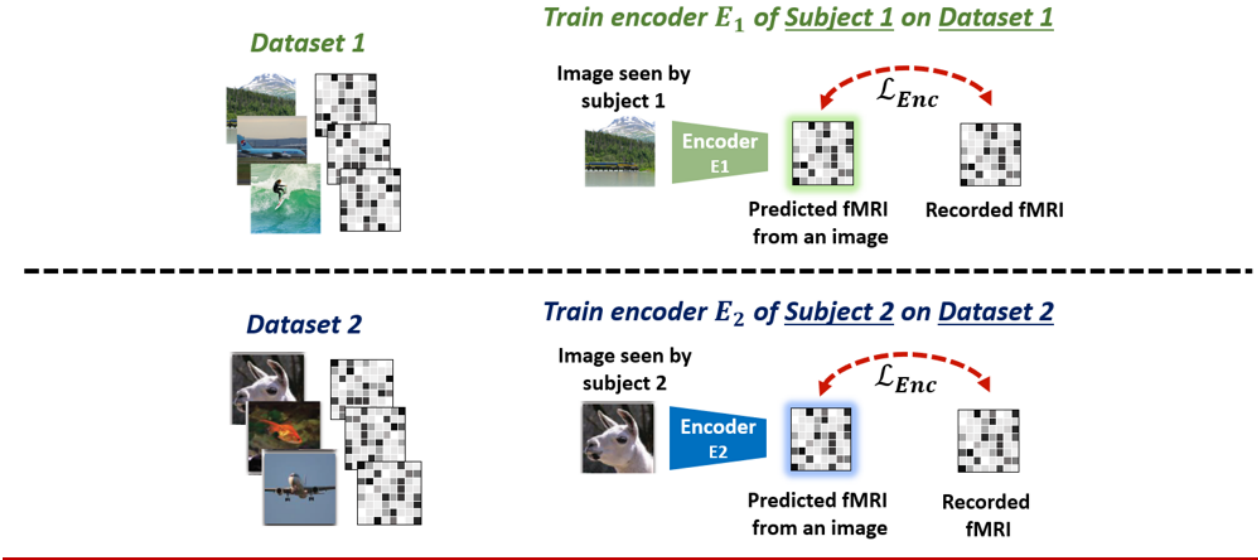 Train encoder E₁ of Subject 1 on Dataset 1
Dataset 1
Image seen by
subject 1
ℒ_Enc
Encoder
E1
Predicted fMRI
from an image
Recorded fMRI
Train encoder E₂ of Subject 2 on Dataset 2
Dataset 2
Image seen by
subject 2
ℒ_Enc
Encoder
E2
Predicted fMRI
from an image
Recorded
fMRI